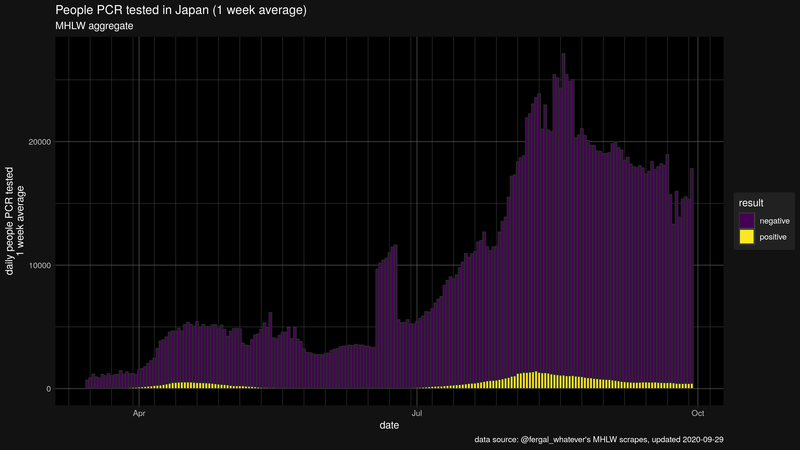 People PCR tested in Japan (1 week average)
MHLW aggregate
daily people PCR tested
1 week average
20000
10000
0
Apr
Jul
Oct
date
result
negative
positive
data source: @fergal_whatever's MHLW scrapes, updated 2020-09-29